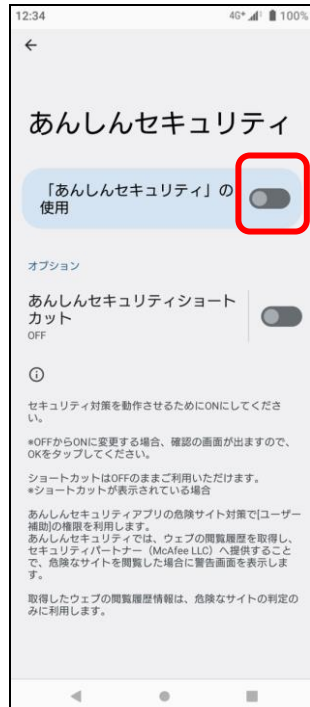 12:34 4G+ 100%
あんしんセキュリティ
「あんしんセキュリティ」の
使用
オプション
あんしんセキュリティショート
カット
OFF
セキュリティ対策を動作させるためにONにしてくださ
い。
※OFFからONに変更する場合、確認の画面が出ますので、
OKをタップしてください。
ショートカットはOFFのままご利用いただけます。
※ショートカットが表示されている場合
あんしんセキュリティアプリの危険サイト対策で[ユーザー
補助]の権限を利用します。
あんしんセキュリティでは、ウェブの閲覧履歴を取得し、
セキュリティパートナー（McAfee LLC）へ提供すること
で、危険なサイトを閲覧した場合に警告画面を表示しま
す。
取得したウェブの閲覧履歴情報は、危険なサイトの判定の
みに利用します。